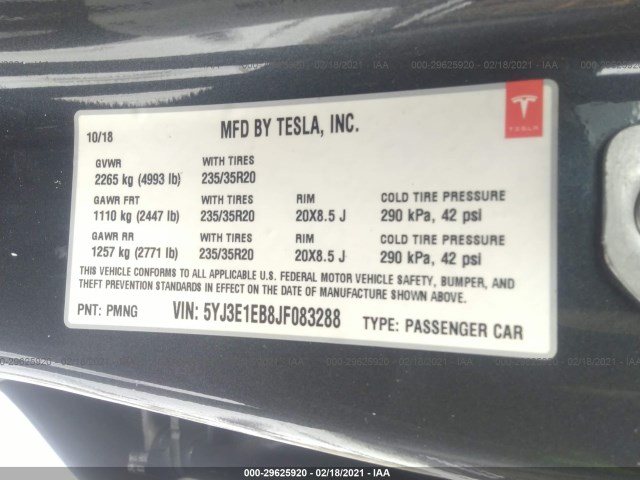 000-29625920 - 02/18/2021 - IAA
10/18 MFD BY TESLA, INC.
TESLA
GVWR WITH TIRES
2265 kg (4993 lb) 235/35R20
GAWR FRT WITH TIRES RIM COLD TIRE PRESSURE
1110 kg (2447 lb) 235/35R20 20X8.5 J 290 kPa, 42 psi
GAWR RR WITH TIRES RIM COLD TIRE PRESSURE
1257 kg (2771 lb) 235/35R20 20X8.5 J 290 kPa, 42 psi
THIS VEHICLE CONFORMS TO ALL APPLICABLE U.S. FEDERAL MOTOR VEHICLE SAFETY, BUMPER, AND
THEFT PREVENTION STANDARDS IN EFFECT ON THE DATE OF MANUFACTURE SHOWN ABOVE.
PNT: PMNG VIN: 5YJ3E1EB8JF083288 TYPE: PASSENGER CAR
000-29625920 - 02/18/2021 - IAA